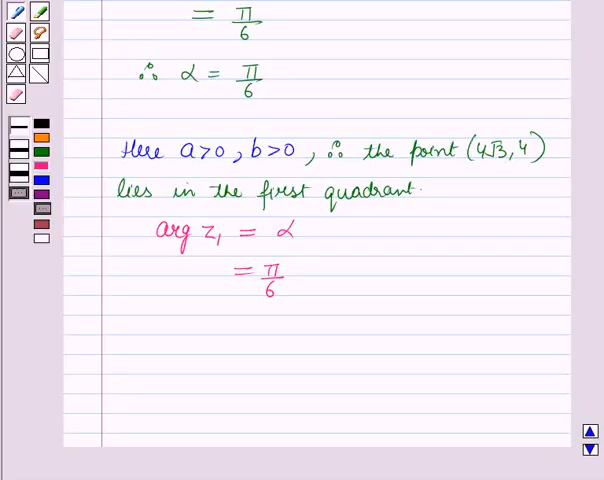 = π/6
∴ α = π/6
Here a>0, b>0, ∴ the point (4√3, 4)
lies in the first quadrant.
arg z₁ = α
= π/6